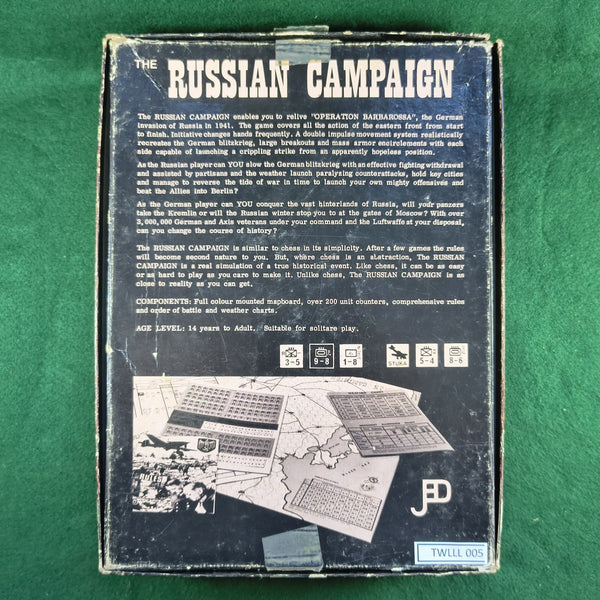 THE RUSSIAN CAMPAIGN
The RUSSIAN CAMPAIGN enables you to relive "OPERATION BARBAROSSA", the German
invasion of Russia in 1941. The game covers all the action of the eastern front from start
to finish. Initiative changes hands frequently. A double impulse movement system realistically
recreates the German blitzkrieg, large breakouts and mass armor encirclements with each
side capable of launching a crippling strike from an apparently hopeless position.
As the Russian player can YOU slow the German blitzkrieg with an effective fighting withdrawal
and assisted by partisans and the weather launch paralyzing counterattacks, hold key cities
and manage to reverse the tide of war in time to launch your own mighty offensives and
beat the Allies into Berlin?
As the German player can YOU conquer the vast hinterlands of Russia, will your panzers
take the Kremlin or will the Russian winter stop you to at the gates of Moscow? With over
3,000,000 German and Axis veterans under your command and the Luftwaffe at your disposal,
can you change the course of history?
The RUSSIAN CAMPAIGN is similar to chess in its simplicity. After a few games the rules
will become second nature to you. But, where chess is an abstraction, The RUSSIAN
CAMPAIGN is a real simulation of a true historical event. Like chess, it can be as easy
or as hard to play as you care to make it. Unlike chess, The RUSSIAN CAMPAIGN is as
close to reality as you can get.
COMPONENTS: Full colour mounted mapboard, over 200 unit counters, comprehensive rules
and order of battle and weather charts.
AGE LEVEL: 14 years to Adult. Suitable for solitare play.
3-5 9-8 1-8 STUKA 5-4 8-6
JED
TWLLL 005